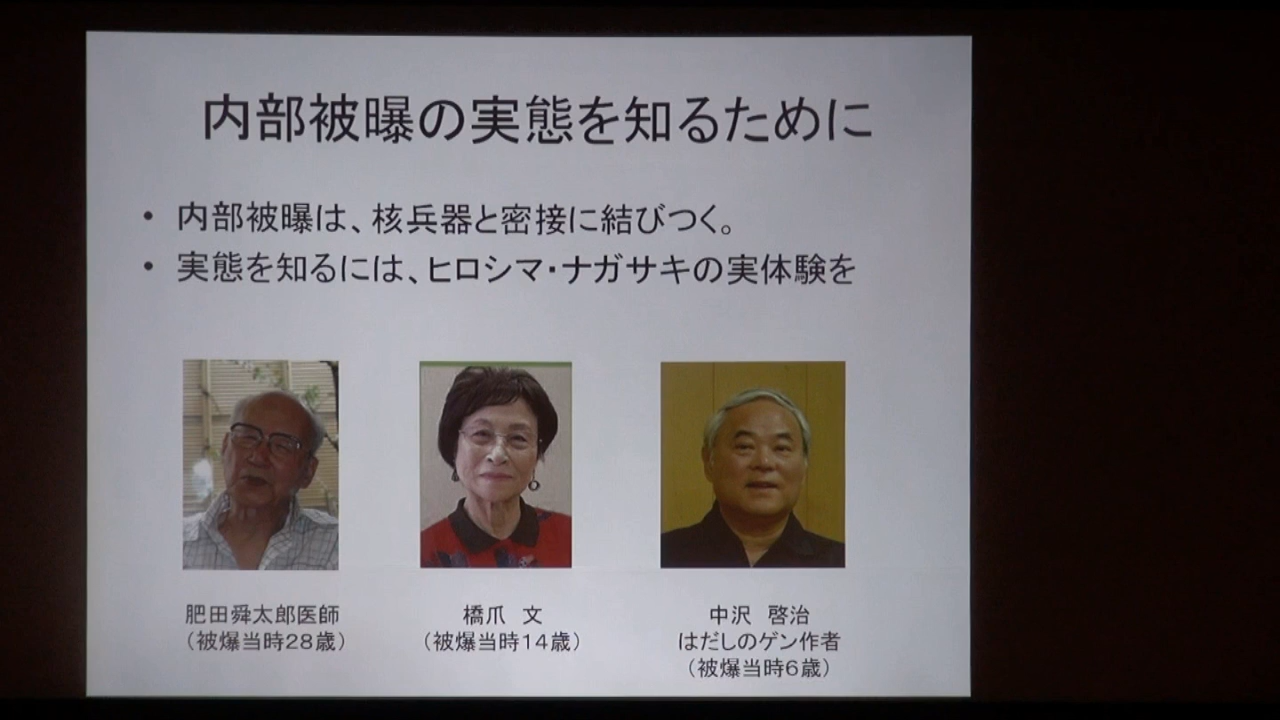 内部被曝の実態を知るために
• 内部被曝は、核兵器と密接に結びつく。
• 実態を知るには、ヒロシマ・ナガサキの実体験を
肥田舜太郎医師
（被爆当時28歳）
橋爪　文
（被爆当時14歳）
中沢　啓治
はだしのゲン作者
（被爆当時6歳）